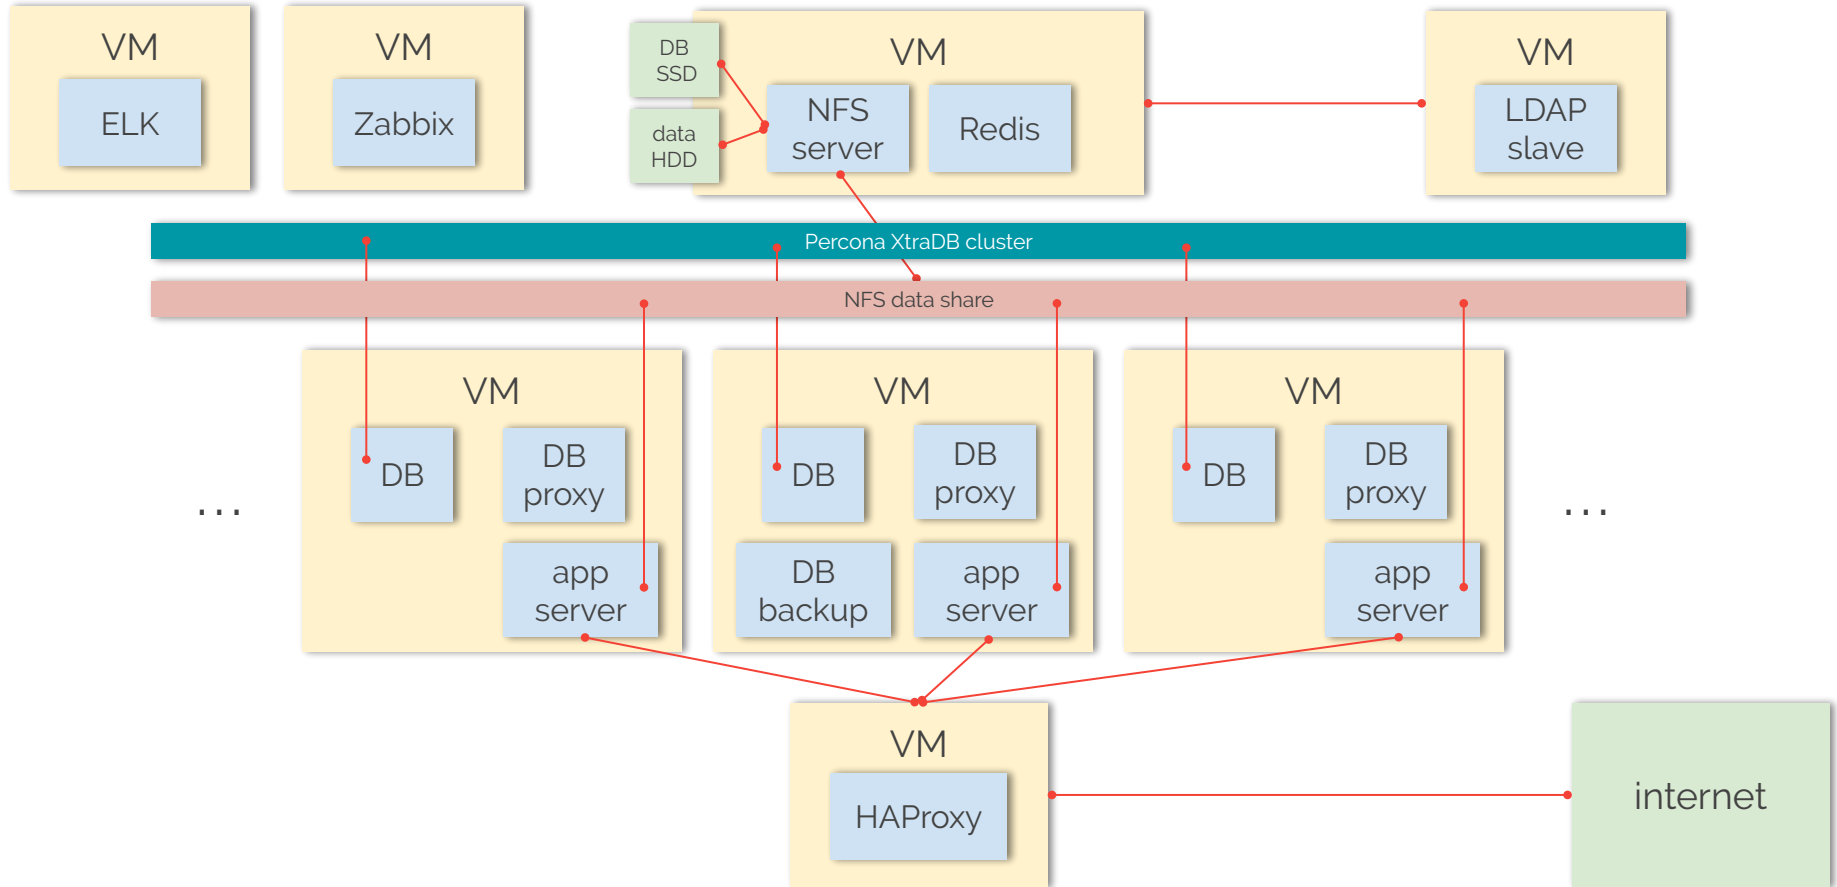 VM
ELK
VM
Zabbix
DB
SSD
data
HDD
VM
NFS
server
Redis
VM
LDAP
slave
Percona XtraDB cluster
NFS data share
...
VM
DB
DB
proxy
app
server
VM
DB
DB
proxy
DB
backup
app
server
VM
DB
DB
proxy
app
server
...
VM
HAProxy
internet